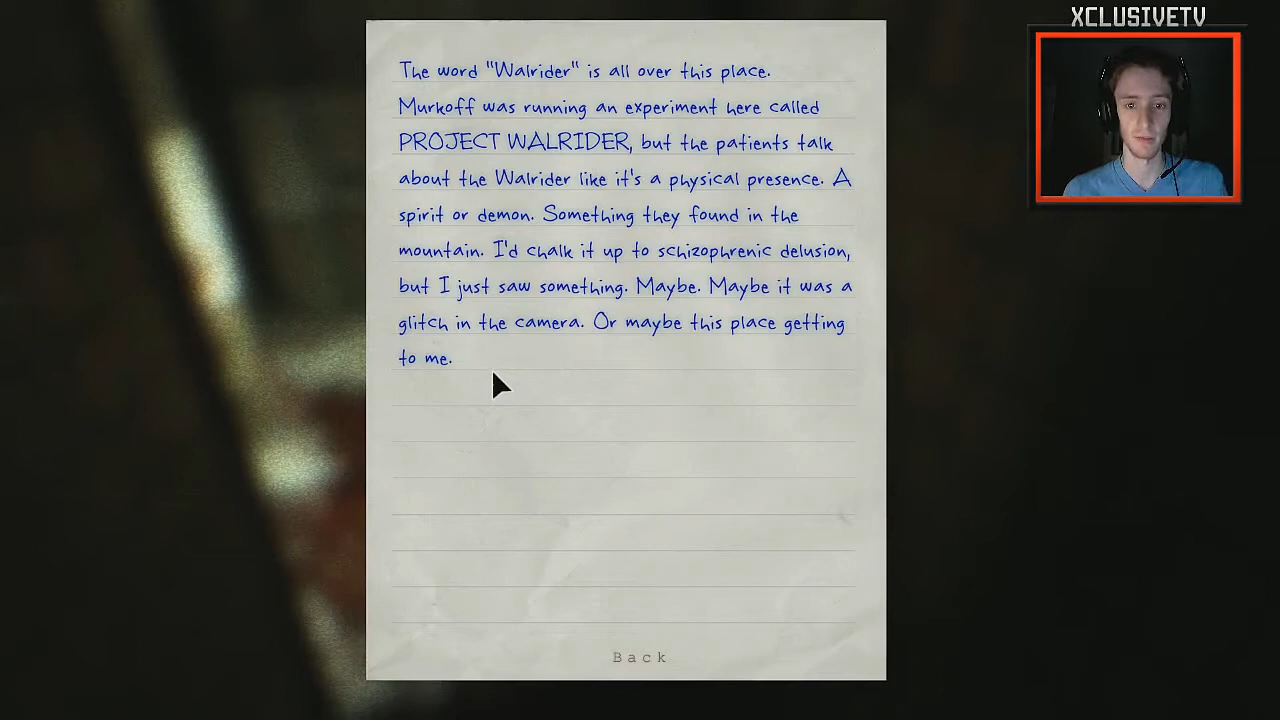 XCLUSIVETV
The word "Walrider" is all over this place.
Murkoff was running an experiment here called
PROJECT WALRIDER, but the patients talk
about the Walrider like it's a physical presence. A
spirit or demon. Something they found in the
mountain. I'd chalk it up to schizophrenic delusion,
but I just saw something. Maybe. Maybe it was a
glitch in the camera. Or maybe this place getting
to me.
Back